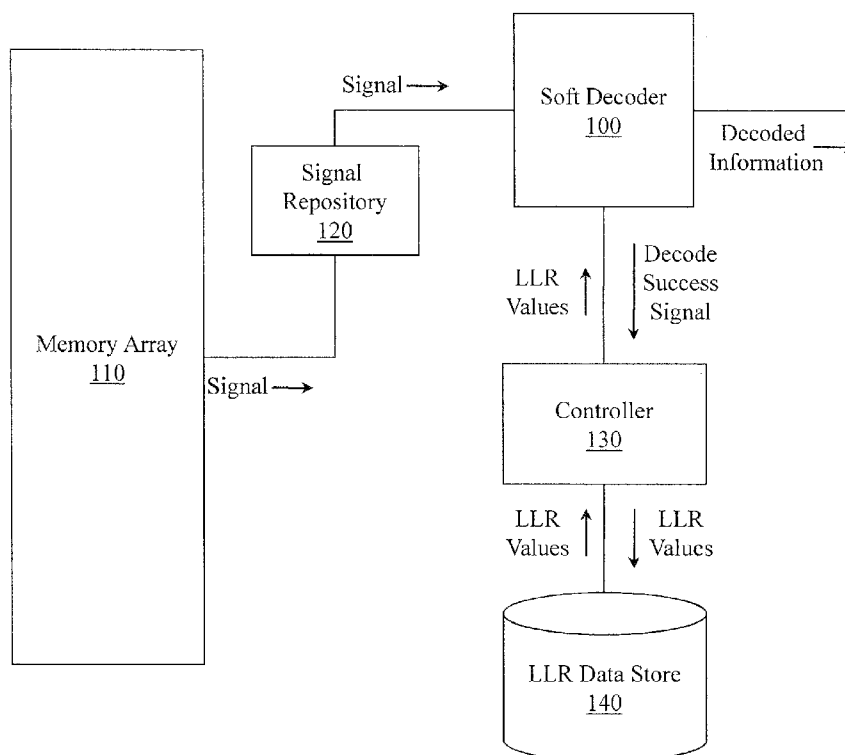 Signal
Soft Decoder
100
Decoded
Information
Signal
Repository
120
LLR
Values
Decode
Success
Signal
Memory Array
110
Signal
Controller
130
LLR
Values
LLR
Values
LLR Data Store
140